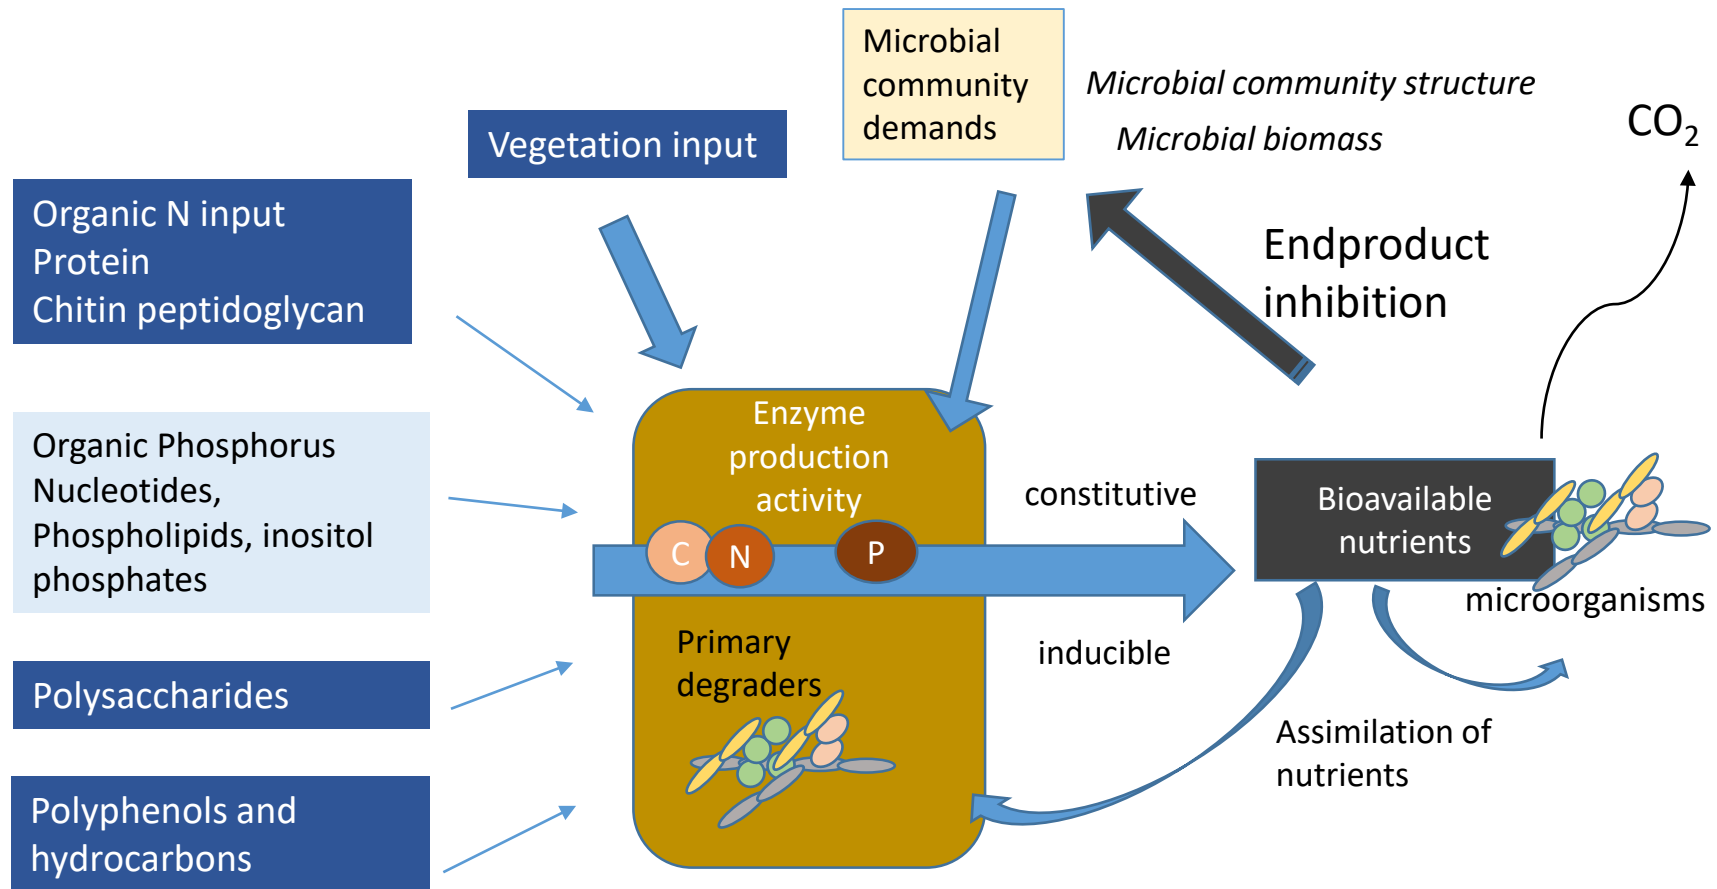 Microbial
community
demands
Microbial community structure
Microbial biomass
CO₂
Vegetation input
Organic N input
Protein
Chitin peptidoglycan
Endproduct
inhibition
Organic Phosphorus
Nucleotides,
Phospholipids, inositol
phosphates
Enzyme
production
activity
constitutive
Bioavailable
nutrients
C
N
P
microorganisms
Primary
degraders
inducible
Polysaccharides
Assimilation of
nutrients
Polyphenols and
hydrocarbons